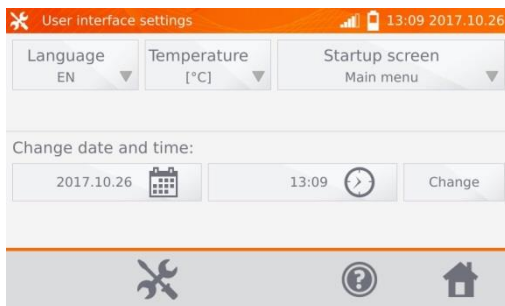 User interface settings 13:09 2017.10.26
Language Temperature Startup screen
EN [°C] Main menu
Change date and time:
2017.10.26 13:09 Change
?